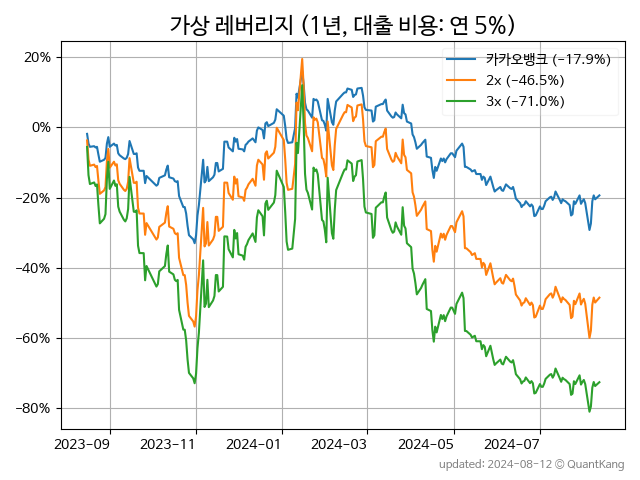 가상 레버리지 (1년, 대출 비용: 연 5%)
카카오뱅크 (−17.9%)
2x (−46.5%)
3x (−71.0%)
20%
0%
−20%
−40%
−60%
−80%
2023-09 2023-11 2024-01 2024-03 2024-05 2024-07
updated: 2024-08-12 © QuantKang